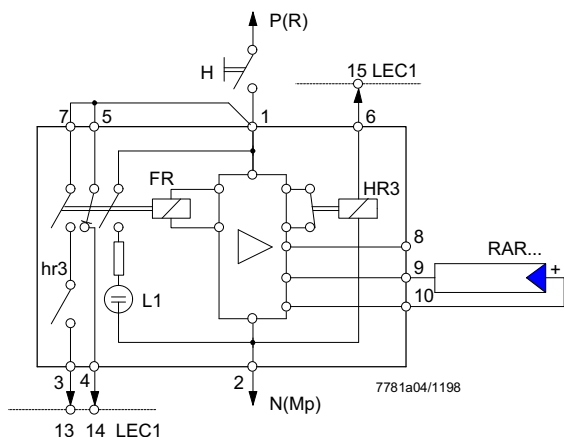 P(R)
H
15 LEC1
7 5 1 6
FR
HR3
8
RAR...
9
+
10
hr3
L1
3 4 2
7781a04/1198
N(Mp)
13 14 LEC1